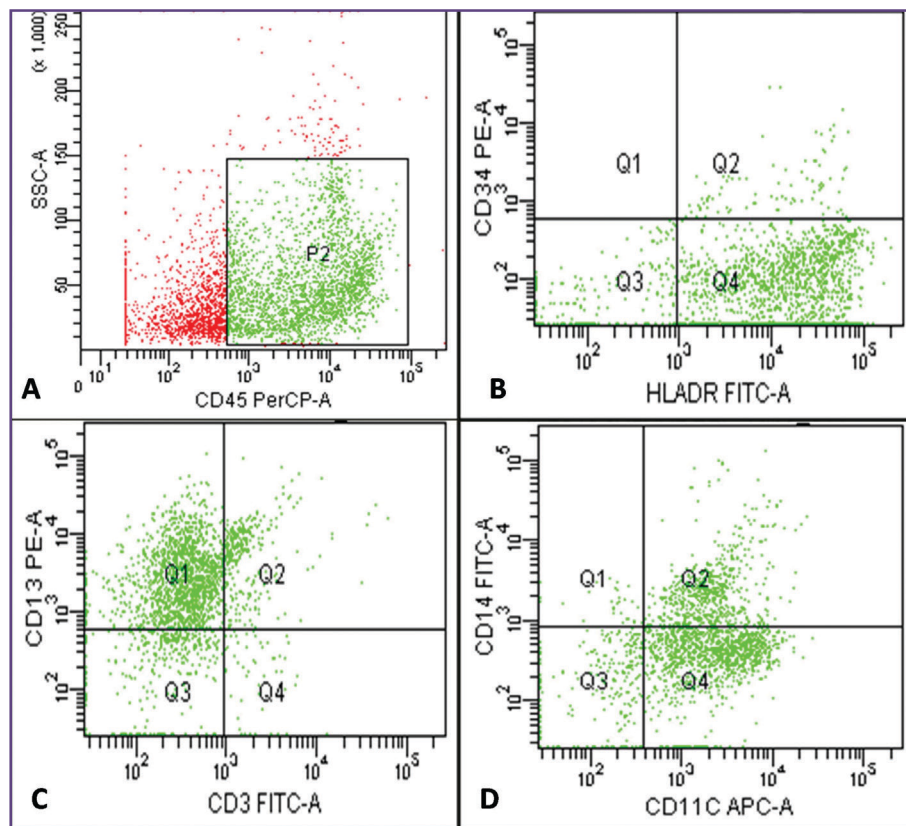 (x 1,000)
250
200
150
100
50
0
SSC-A
P2
10¹ 10² 10³ 10⁴ 10⁵
CD45 PerCP-A
A
CD34 PE-A
10⁵
10⁴
10³
10²
Q1 Q2
Q3 Q4
10² 10³ 10⁴ 10⁵
HLADR FITC-A
B
CD13 PE-A
10⁵
10⁴
10³
10²
Q1 Q2
Q3 Q4
10² 10³ 10⁴ 10⁵
CD3 FITC-A
C
CD14 FITC-A
10⁵
10⁴
10³
10²
Q1 Q2
Q3 Q4
10² 10³ 10⁴ 10⁵
CD11C APC-A
D